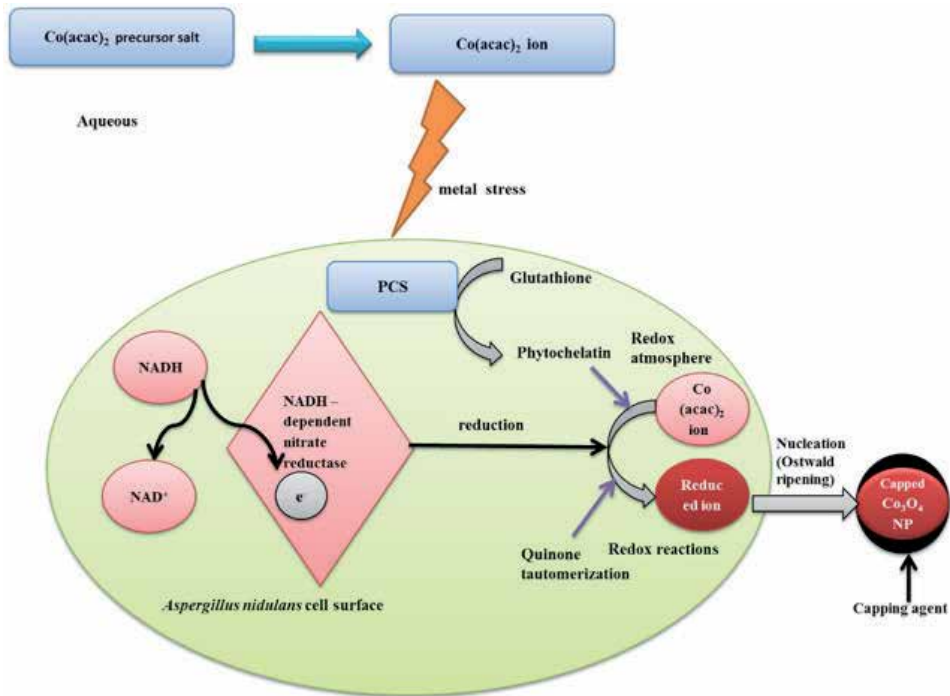 Co(acac)₂ precursor salt
Co(acac)₂ ion
Aqueous
metal stress
PCS
Glutathione
Phytochelatin
Redox
atmosphere
NADH
NADH –
dependent
nitrate
reductase
e⁻
NAD⁺
reduction
Co
(acac)₂
ion
Reduc
ed ion
Nucleation
(Ostwald
ripening)
Capped
Co₃O₄
NP
Quinone
tautomerization
Redox reactions
Aspergillus nidulans cell surface
Capping agent